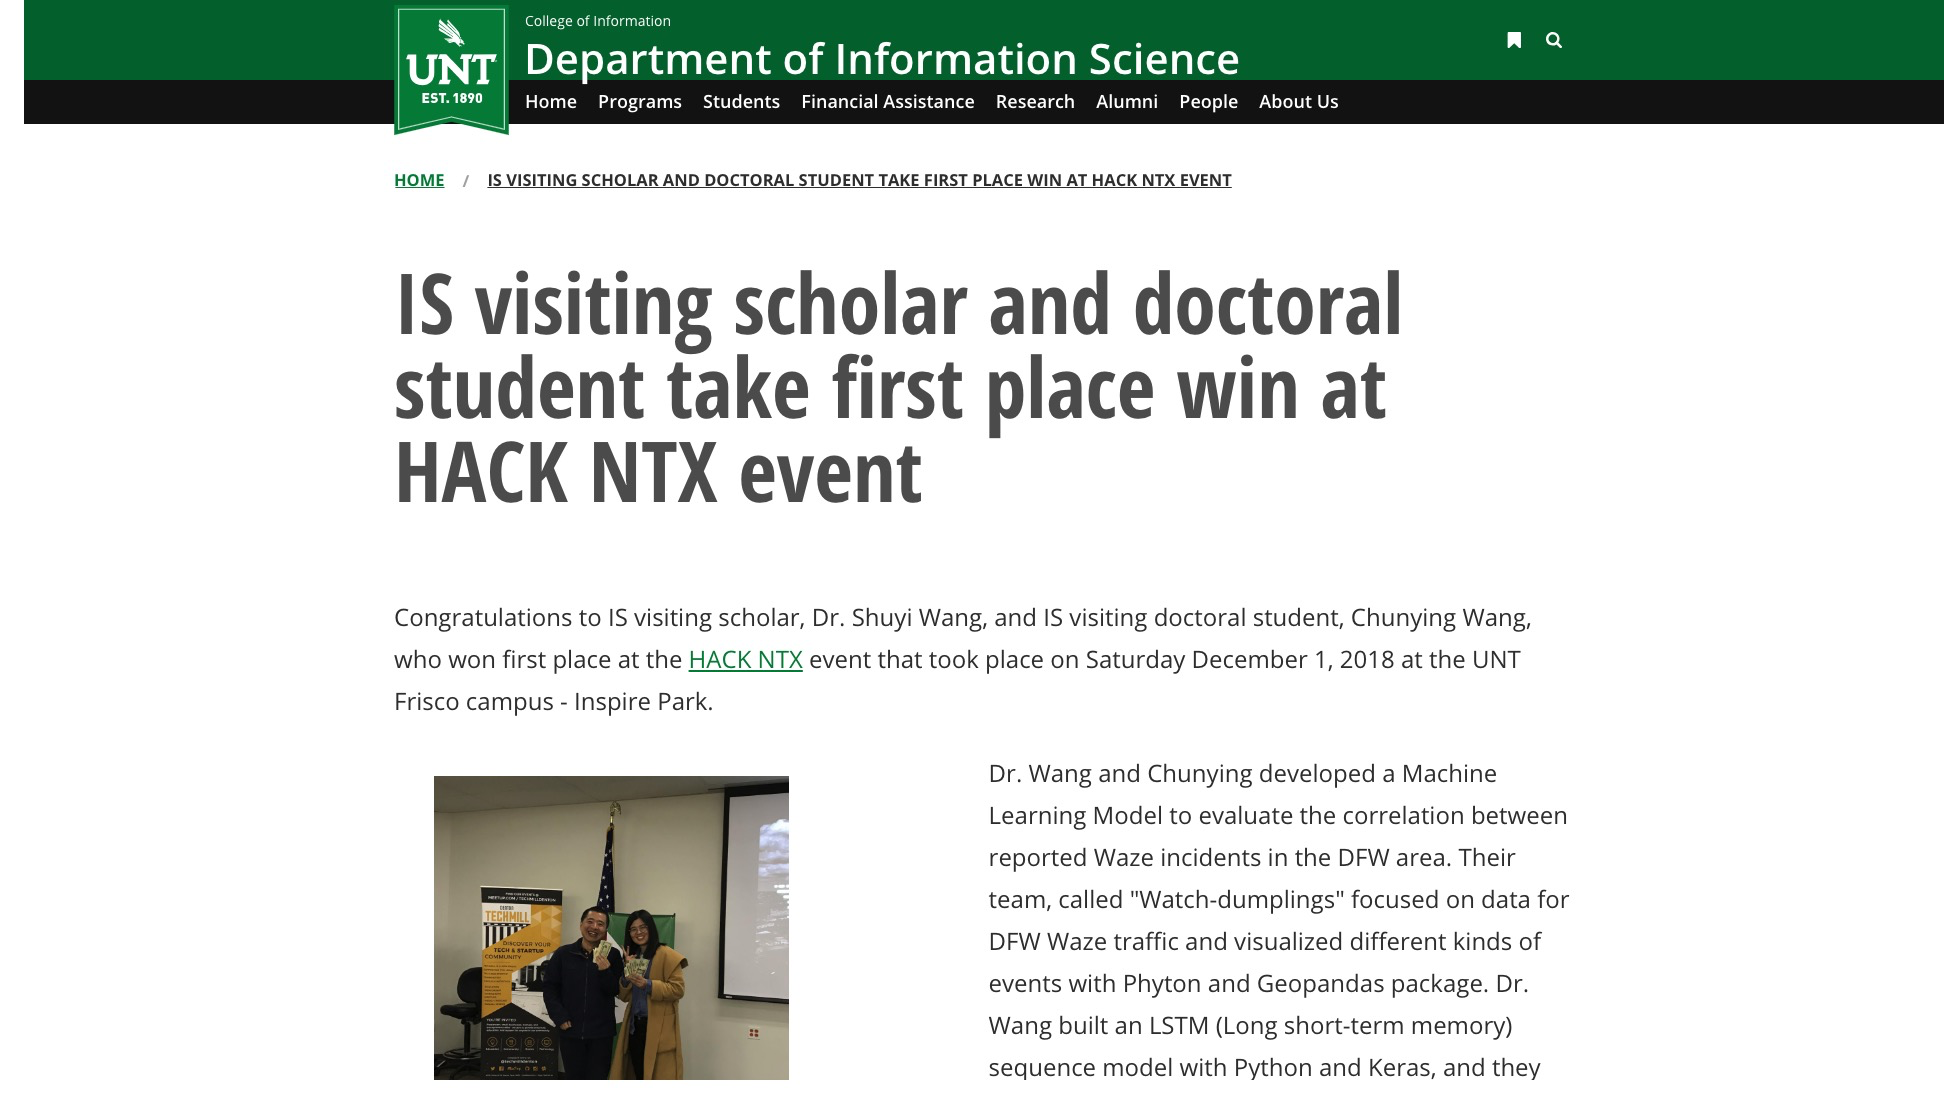 College of Information
Department of Information Science
UNT
EST. 1890
Home Programs Students Financial Assistance Research Alumni People About Us
HOME / IS VISITING SCHOLAR AND DOCTORAL STUDENT TAKE FIRST PLACE WIN AT HACK NTX EVENT
IS visiting scholar and doctoral
student take first place win at
HACK NTX event
Congratulations to IS visiting scholar, Dr. Shuyi Wang, and IS visiting doctoral student, Chunying Wang,
who won first place at the HACK NTX event that took place on Saturday December 1, 2018 at the UNT
Frisco campus - Inspire Park.
MEETUP.COM/TECHMILLDENTON
TECHMILL
DISCOVER YOUR
TECH & STARTUP
COMMUNITY
YOU'RE INVITED
Dr. Wang and Chunying developed a Machine
Learning Model to evaluate the correlation between
reported Waze incidents in the DFW area. Their
team, called "Watch-dumplings" focused on data for
DFW Waze traffic and visualized different kinds of
events with Phyton and Geopandas package. Dr.
Wang built an LSTM (Long short-term memory)
sequence model with Python and Keras, and they